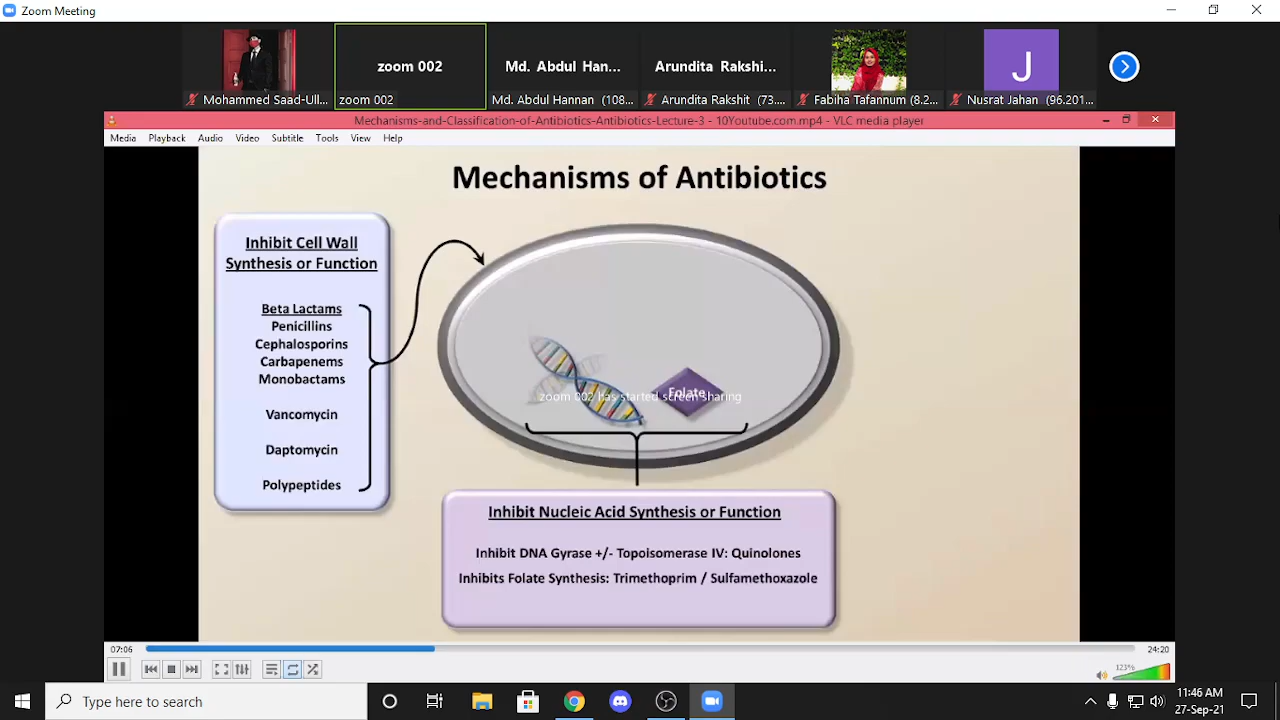 Zoom Meeting
zoom 002
Md. Abdul Han...
Arundita Rakshi...
J
Mohammed Saad-Ull...
zoom 002
Md. Abdul Hannan (108...
Arundita Rakshit (73....
Fabiha Tafannum (8.2...
Nusrat Jahan (96.201...
Mechanisms-and-Classification-of-Antibiotics-Antibiotics-Lecture-3 - 10Youtube.com.mp4 - VLC media player
Media Playback Audio Video Subtitle Tools View Help
Mechanisms of Antibiotics
Inhibit Cell Wall
Synthesis or Function
Beta Lactams
Penicillins
Cephalosporins
Carbapenems
Monobactams
Vancomycin
Daptomycin
Polypeptides
Folate
zoom 002 has started screen sharing
Inhibit Nucleic Acid Synthesis or Function
Inhibit DNA Gyrase +/- Topoisomerase IV: Quinolones
Inhibits Folate Synthesis: Trimethoprim / Sulfamethoxazole
07:06
24:20
123%
Type here to search
11:46 AM
27-Sep-21